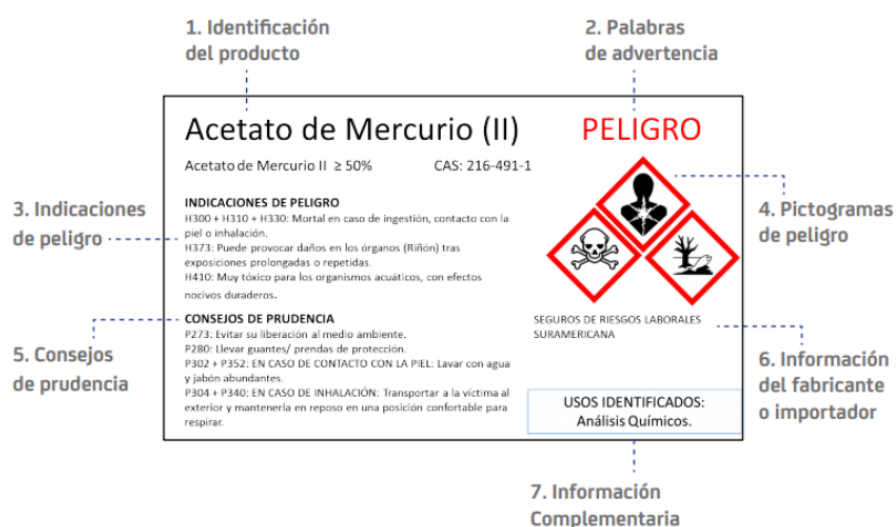 1. Identificación
del producto
2. Palabras
de advertencia
Acetato de Mercurio (II)
PELIGRO
Acetato de Mercurio II ≥ 50%
CAS: 216-491-1
3. Indicaciones
de peligro
INDICACIONES DE PELIGRO
H300 + H310 + H330: Mortal en caso de ingestión, contacto con la
piel o inhalación.
H373: Puede provocar daños en los órganos (Riñón) tras
exposiciones prolongadas o repetidas.
H410: Muy tóxico para los organismos acuáticos, con efectos
nocivos duraderos.
4. Pictogramas
de peligro
5. Consejos
de prudencia
CONSEJOS DE PRUDENCIA
P273: Evitar su liberación al medio ambiente.
P280: Llevar guantes/ prendas de protección.
P302 + P352: EN CASO DE CONTACTO CON LA PIEL: Lavar con agua
y jabón abundantes.
P304 + P340: EN CASO DE INHALACIÓN: Transportar a la víctima al
exterior y mantenerla en reposo en una posición confortable para
respirar.
SEGUROS DE RIESGOS LABORALES
SURAMERICANA
6. Información
del fabricante
o importador
USOS IDENTIFICADOS:
Análisis Químicos.
7. Información
Complementaria